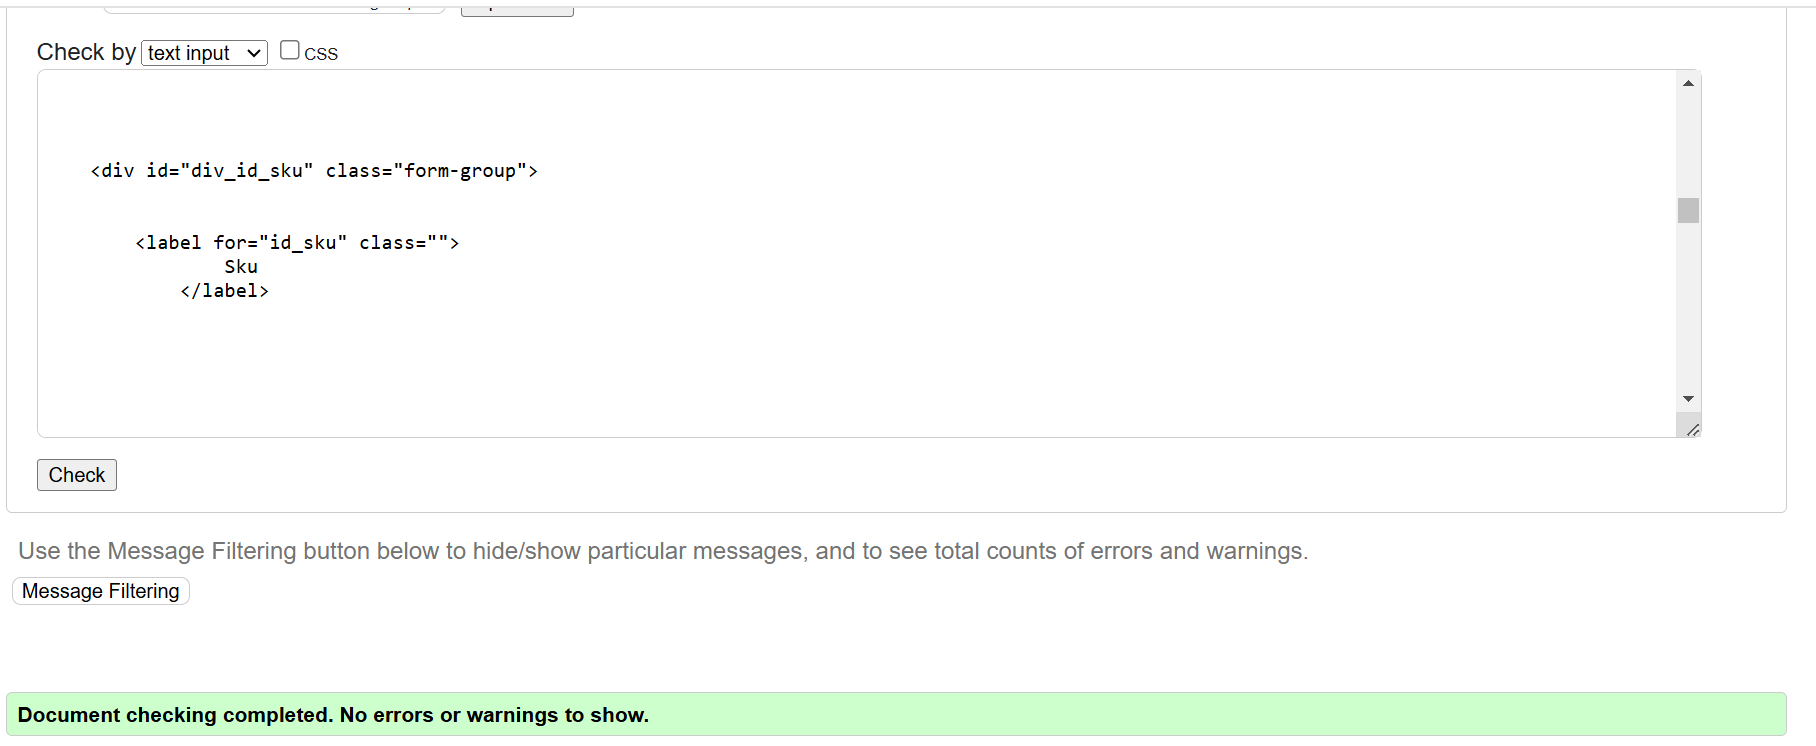 Check by text input CSS
<div id="div_id_sku" class="form-group">
<label for="id_sku" class="">
Sku
</label>
Check
Use the Message Filtering button below to hide/show particular messages, and to see total counts of errors and warnings.
Message Filtering
Document checking completed. No errors or warnings to show.